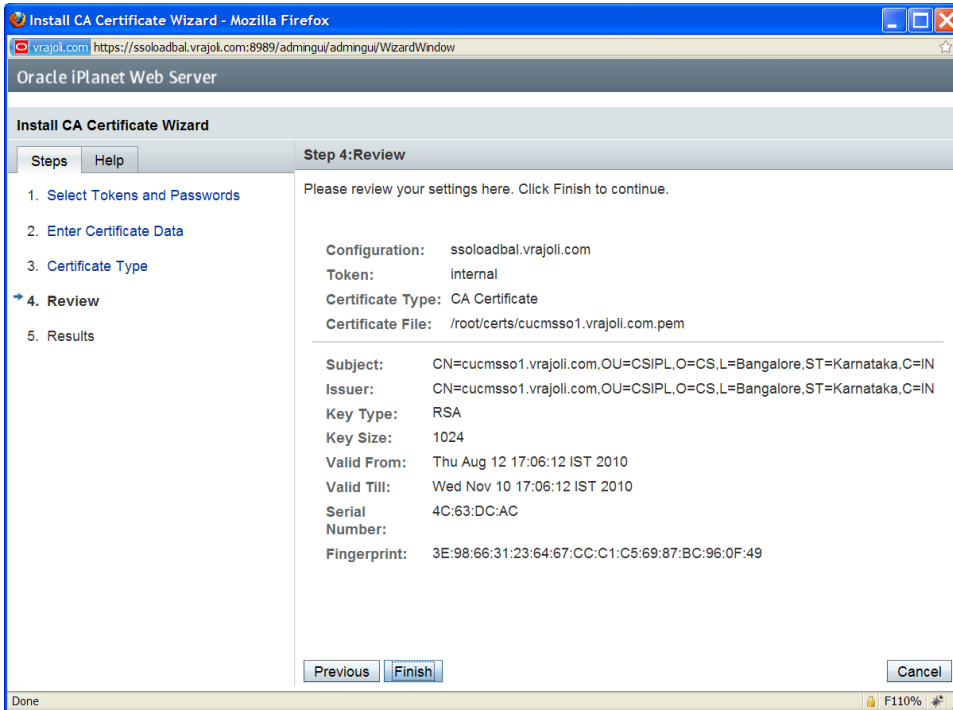 Install CA Certificate Wizard - Mozilla Firefox
vrajoli.com https://ssoloadbal.vrajoli.com:8989/admingui/admingui/WizardWindow
Oracle iPlanet Web Server
Install CA Certificate Wizard
Steps Help
1. Select Tokens and Passwords
2. Enter Certificate Data
3. Certificate Type
4. Review
5. Results
Step 4:Review
Please review your settings here. Click Finish to continue.
Configuration: ssoloadbal.vrajoli.com
Token: internal
Certificate Type: CA Certificate
Certificate File: /root/certs/cucmsso1.vrajoli.com.pem
Subject: CN=cucmsso1.vrajoli.com,OU=CSIPL,O=CS,L=Bangalore,ST=Karnataka,C=IN
Issuer: CN=cucmsso1.vrajoli.com,OU=CSIPL,O=CS,L=Bangalore,ST=Karnataka,C=IN
Key Type: RSA
Key Size: 1024
Valid From: Thu Aug 12 17:06:12 IST 2010
Valid Till: Wed Nov 10 17:06:12 IST 2010
Serial 4C:63:DC:AC
Number:
Fingerprint: 3E:98:66:31:23:64:67:CC:C1:C5:69:87:BC:96:0F:49
Previous Finish Cancel
Done F110%